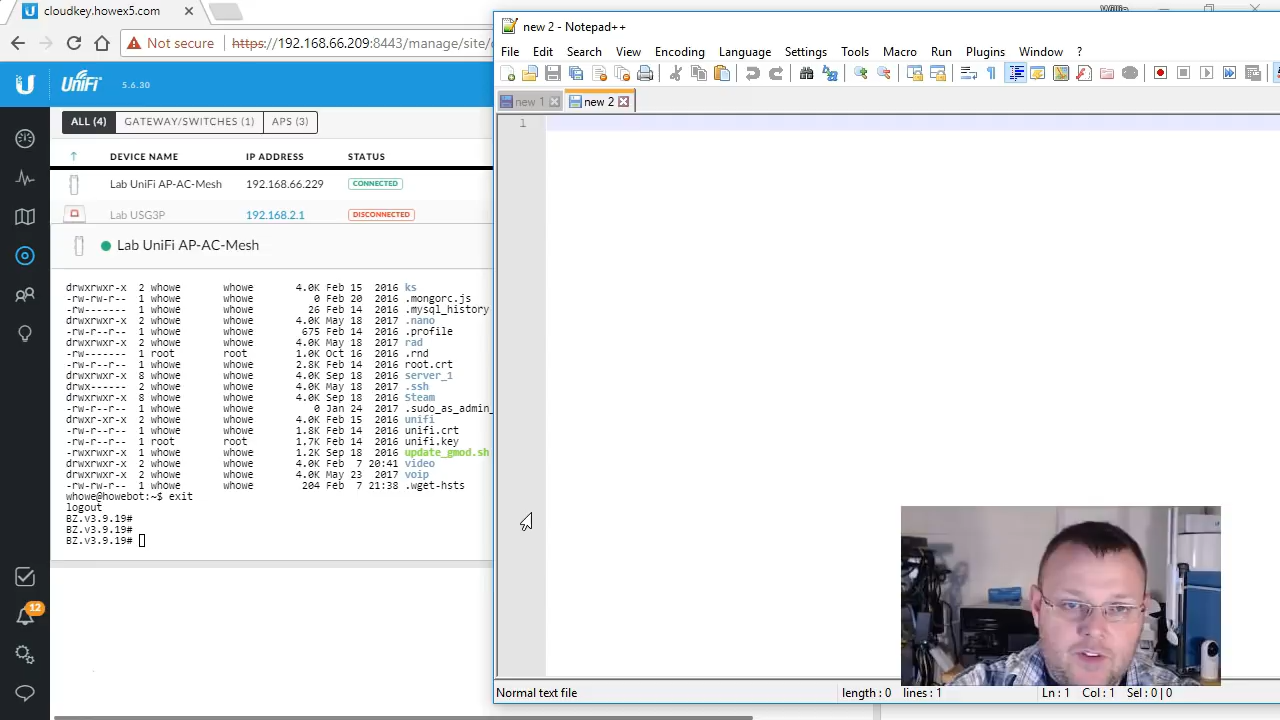 cloudkey.howex5.com
Not secure https://192.168.66.209:8443/manage/site/
UniFi 5.6.30
ALL (4) GATEWAY/SWITCHES (1) APS (3)
DEVICE NAME IP ADDRESS STATUS
Lab UniFi AP-AC-Mesh 192.168.66.229 CONNECTED
Lab USG3P 192.168.2.1 DISCONNECTED
Lab UniFi AP-AC-Mesh
drwxrwxr-x 2 whowe whowe 4.0K Feb 15 2016 ks
-rw-rw-r-- 1 whowe whowe 0 Feb 20 2016 .mongorc.js
-rw------- 1 whowe whowe 26 Feb 14 2016 .mysql_history
drwxrwxr-x 2 whowe whowe 4.0K May 18 2017 .nano
-rw-r--r-- 1 whowe whowe 675 Feb 14 2016 .profile
drwxrwxr-x 2 whowe whowe 4.0K May 18 2017 rad
-rw------- 1 root root 1.0K Oct 16 2016 .rnd
-rw-r--r-- 1 whowe whowe 2.8K Feb 14 2016 root.crt
drwxrwxr-x 8 whowe whowe 4.0K Sep 18 2016 server_1
drwx------ 2 whowe whowe 4.0K May 18 2017 .ssh
drwxrwxr-x 8 whowe whowe 4.0K Sep 18 2016 Steam
-rw-r--r-- 1 whowe whowe 0 Jan 24 2017 .sudo_as_admin_
drwxr-xr-x 2 whowe whowe 4.0K Feb 15 2016 unifi
-rw-r--r-- 1 whowe whowe 1.8K Feb 14 2016 unifi.crt
-rw-r--r-- 1 root root 1.7K Feb 14 2016 unifi.key
-rwxrwxr-x 1 whowe whowe 1.2K Sep 18 2016 update_gmod.sh
drwxrwxr-x 2 whowe whowe 4.0K Feb 7 20:41 video
drwxrwxr-x 2 whowe whowe 4.0K May 23 2017 voip
-rw-rw-r-- 1 whowe whowe 204 Feb 7 21:38 .wget-hsts
whowe@howebot:~$ exit
logout
BZ.v3.9.19#
BZ.v3.9.19#
BZ.v3.9.19#
12
new 2 - Notepad++
File Edit Search View Encoding Language Settings Tools Macro Run Plugins Window ?
new 1 new 2
1
Normal text file length : 0 lines : 1 Ln : 1 Col : 1 Sel : 0 | 0